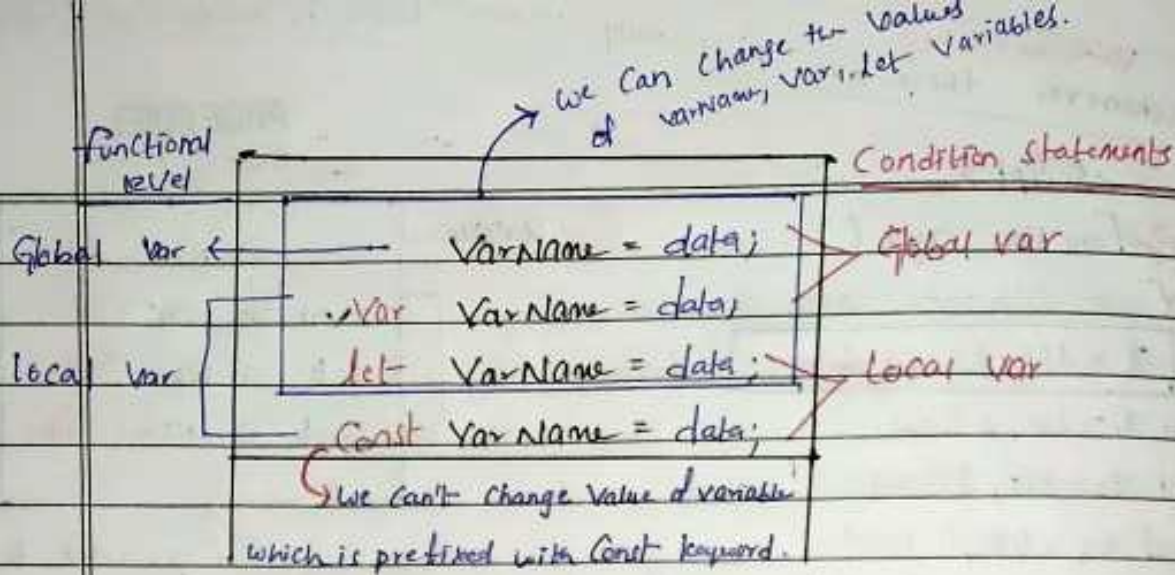 we Can change the values
of varName, var, let variables.
functional
level
Condition statements
Global var
VarName = data;
Global var
Var VarName = data;
local var
let VarName = data;
Local var
Const VarName = data;
we can't change value of variable
which is prefixed with Const keyword.